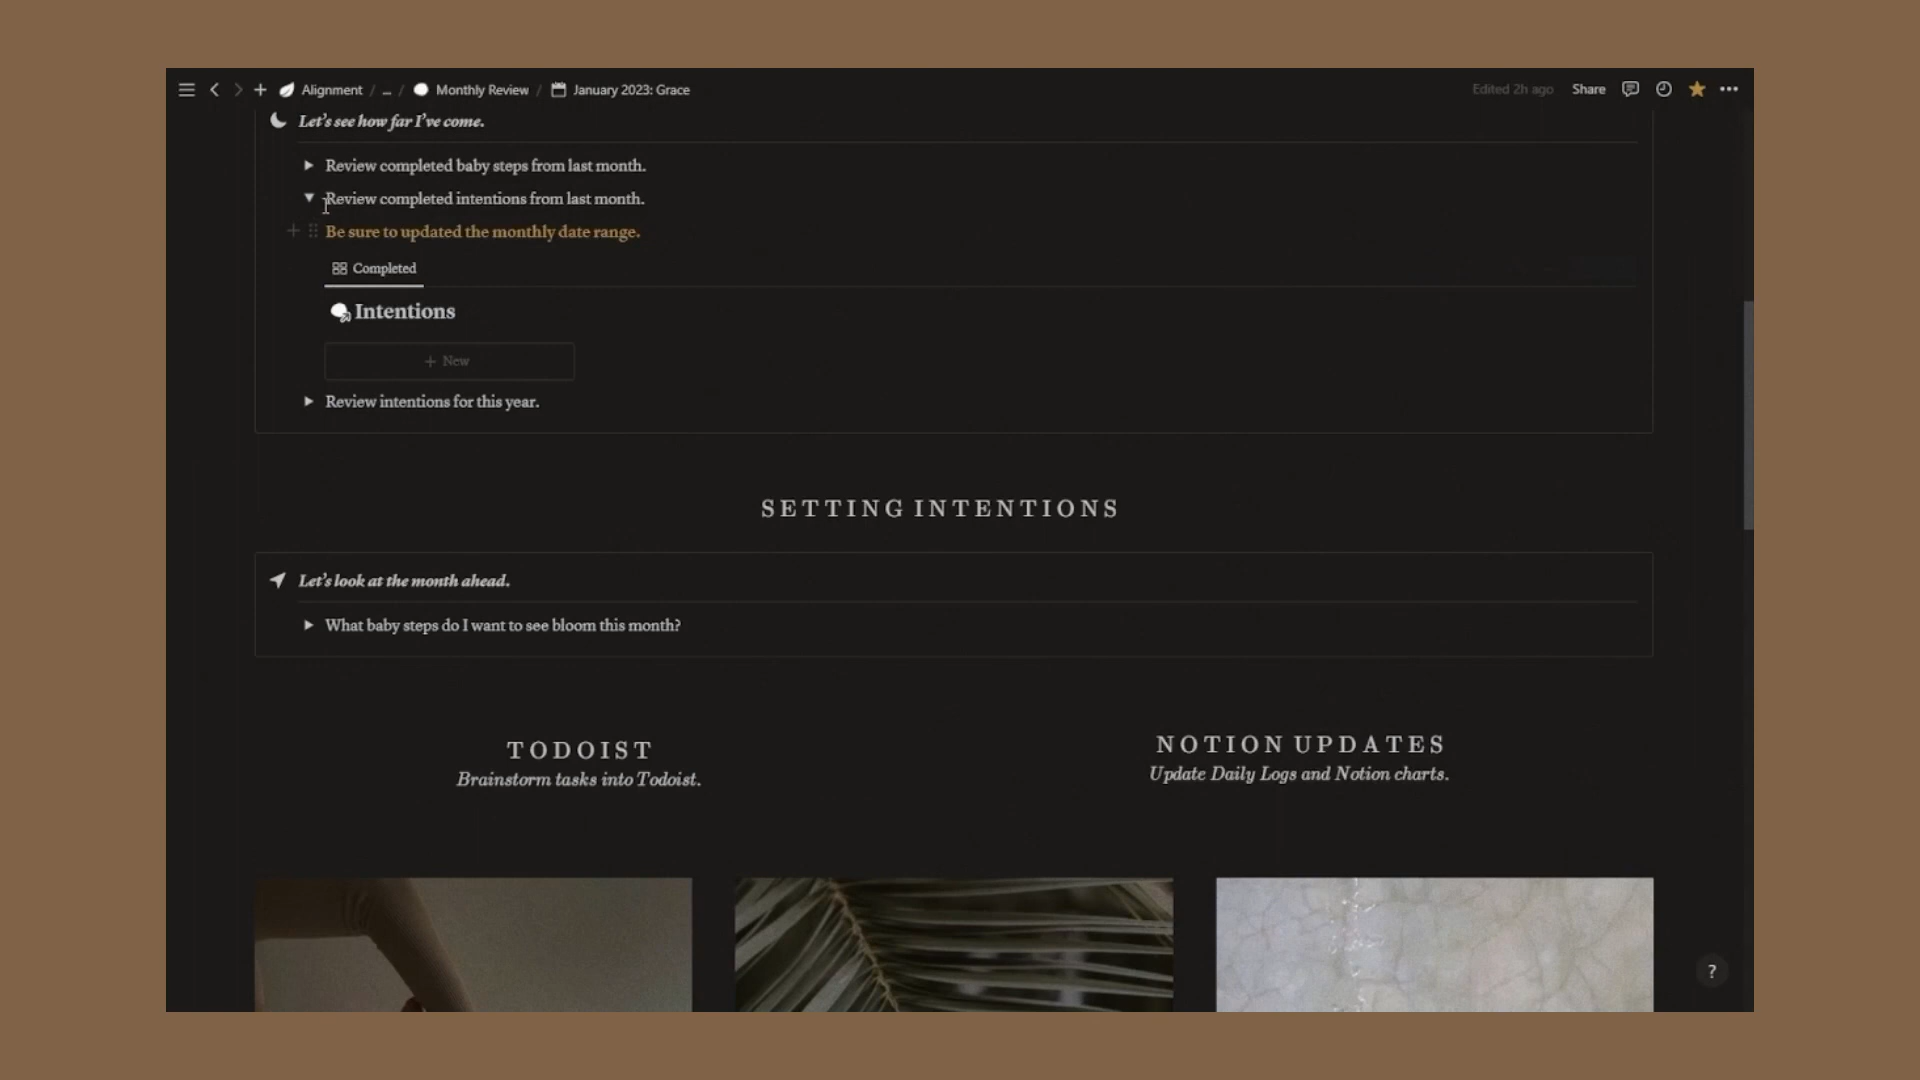 Alignment / ... / Monthly Review / January 2023: Grace
Edited 2h ago Share
Let's see how far I've come.
Review completed baby steps from last month.
Review completed intentions from last month.
Be sure to updated the monthly date range.
Completed
Intentions
+ New
Review intentions for this year.
SETTING INTENTIONS
Let's look at the month ahead.
What baby steps do I want to see bloom this month?
TODOIST
Brainstorm tasks into Todoist.
NOTION UPDATES
Update Daily Logs and Notion charts.
?